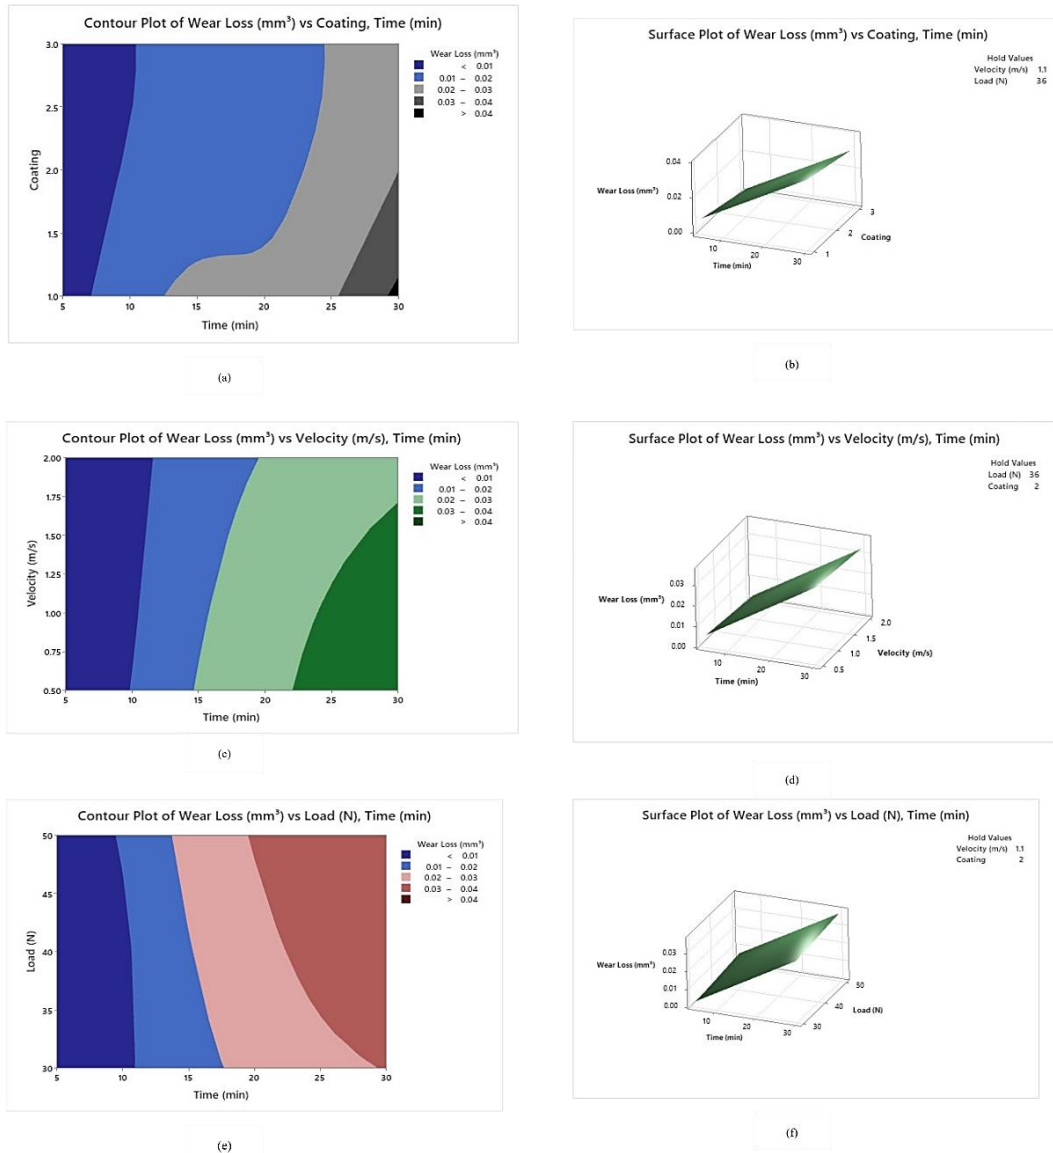 Contour Plot of Wear Loss (mm³) vs Coating, Time (min)
Wear Loss (mm³)
< 0.01
0.01 – 0.02
0.02 – 0.03
0.03 – 0.04
> 0.04
3.0
2.5
2.0
1.5
1.0
Coating
5 10 15 20 25 30
Time (min)
(a)
Surface Plot of Wear Loss (mm³) vs Coating, Time (min)
Hold Values
Velocity (m/s) 1.1
Load (N) 36
0.04
0.02
0.00
Wear Loss (mm³)
3
2
1
Coating
10 20 30
Time (min)
(b)
Contour Plot of Wear Loss (mm³) vs Velocity (m/s), Time (min)
Wear Loss (mm³)
< 0.01
0.01 – 0.02
0.02 – 0.03
0.03 – 0.04
> 0.04
2.00
1.75
1.50
1.25
1.00
0.75
0.50
Velocity (m/s)
5 10 15 20 25 30
Time (min)
(c)
Surface Plot of Wear Loss (mm³) vs Velocity (m/s), Time (min)
Hold Values
Load (N) 36
Coating 2
0.03
0.02
0.01
0.00
Wear Loss (mm³)
2.0
1.5
1.0
0.5
Velocity (m/s)
10 20 30
Time (min)
(d)
Contour Plot of Wear Loss (mm³) vs Load (N), Time (min)
Wear Loss (mm³)
< 0.01
0.01 – 0.02
0.02 – 0.03
0.03 – 0.04
> 0.04
50
45
40
35
30
Load (N)
5 10 15 20 25 30
Time (min)
(e)
Surface Plot of Wear Loss (mm³) vs Load (N), Time (min)
Hold Values
Velocity (m/s) 1.1
Coating 2
0.03
0.02
0.01
0.00
Wear Loss (mm³)
50
40
30
Load (N)
10 20 30
Time (min)
(f)